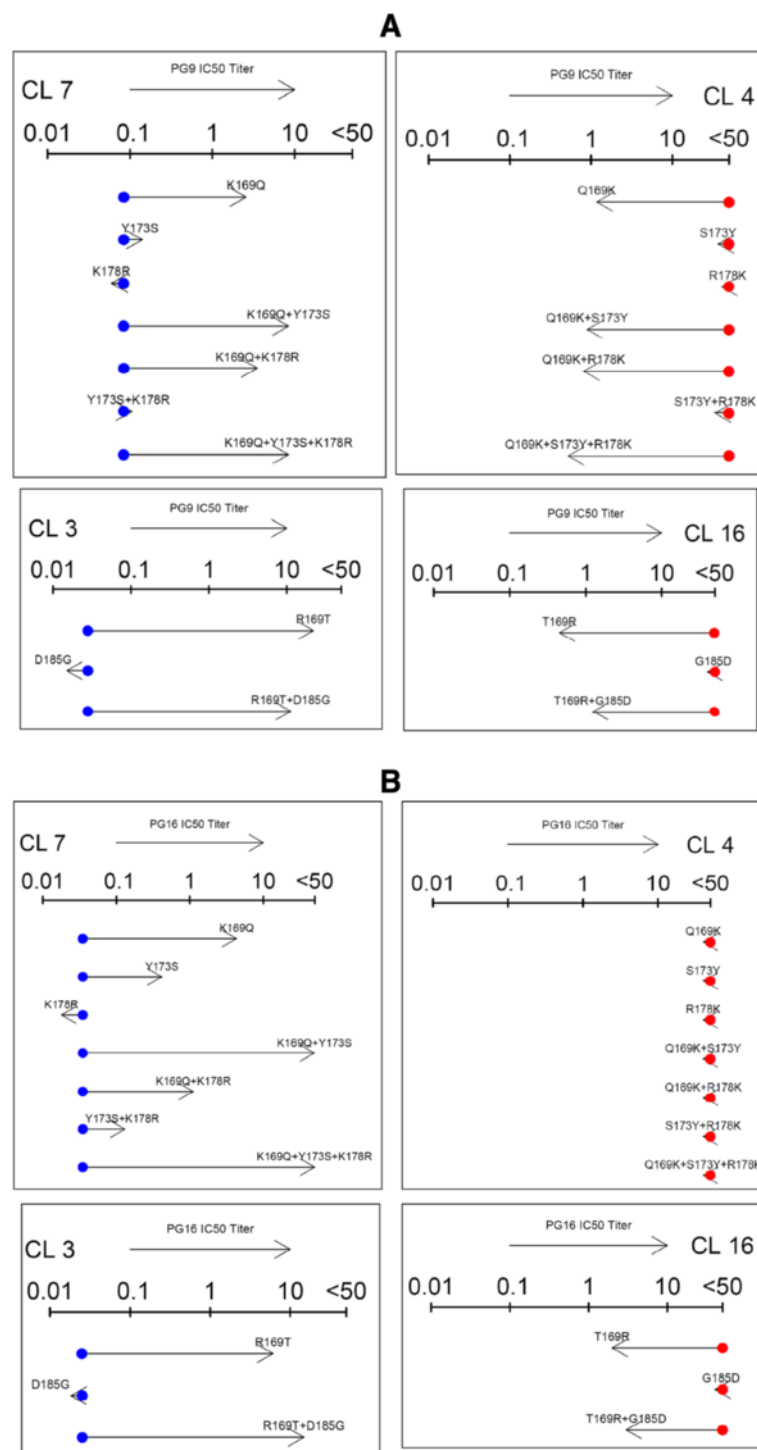 A
PG9 IC50 Titer
CL 7
0.01 0.1 1 10 <50
K169Q
Y173S
K178R
K169Q+Y173S
K169Q+K178R
Y173S+K178R
K169Q+Y173S+K178R
PG9 IC50 Titer
CL 4
0.01 0.1 1 10 <50
Q169K
S173Y
R178K
Q169K+S173Y
Q169K+R178K
S173Y+R178K
Q169K+S173Y+R178K
PG9 IC50 Titer
CL 3
0.01 0.1 1 10 <50
R169T
D185G
R169T+D185G
PG9 IC50 Titer
CL 16
0.01 0.1 1 10 <50
T169R
G185D
T169R+G185D
B
PG16 IC50 Titer
CL 7
0.01 0.1 1 10 <50
K169Q
Y173S
K178R
K169Q+Y173S
K169Q+K178R
Y173S+K178R
K169Q+Y173S+K178R
PG16 IC50 Titer
CL 4
0.01 0.1 1 10 <50
Q169K
S173Y
R178K
Q169K+S173Y
Q169K+R178K
S173Y+R178K
Q169K+S173Y+R178K
PG16 IC50 Titer
CL 3
0.01 0.1 1 10 <50
R169T
D185G
R169T+D185G
PG16 IC50 Titer
CL 16
0.01 0.1 1 10 <50
T169R
G185D
T169R+G185D